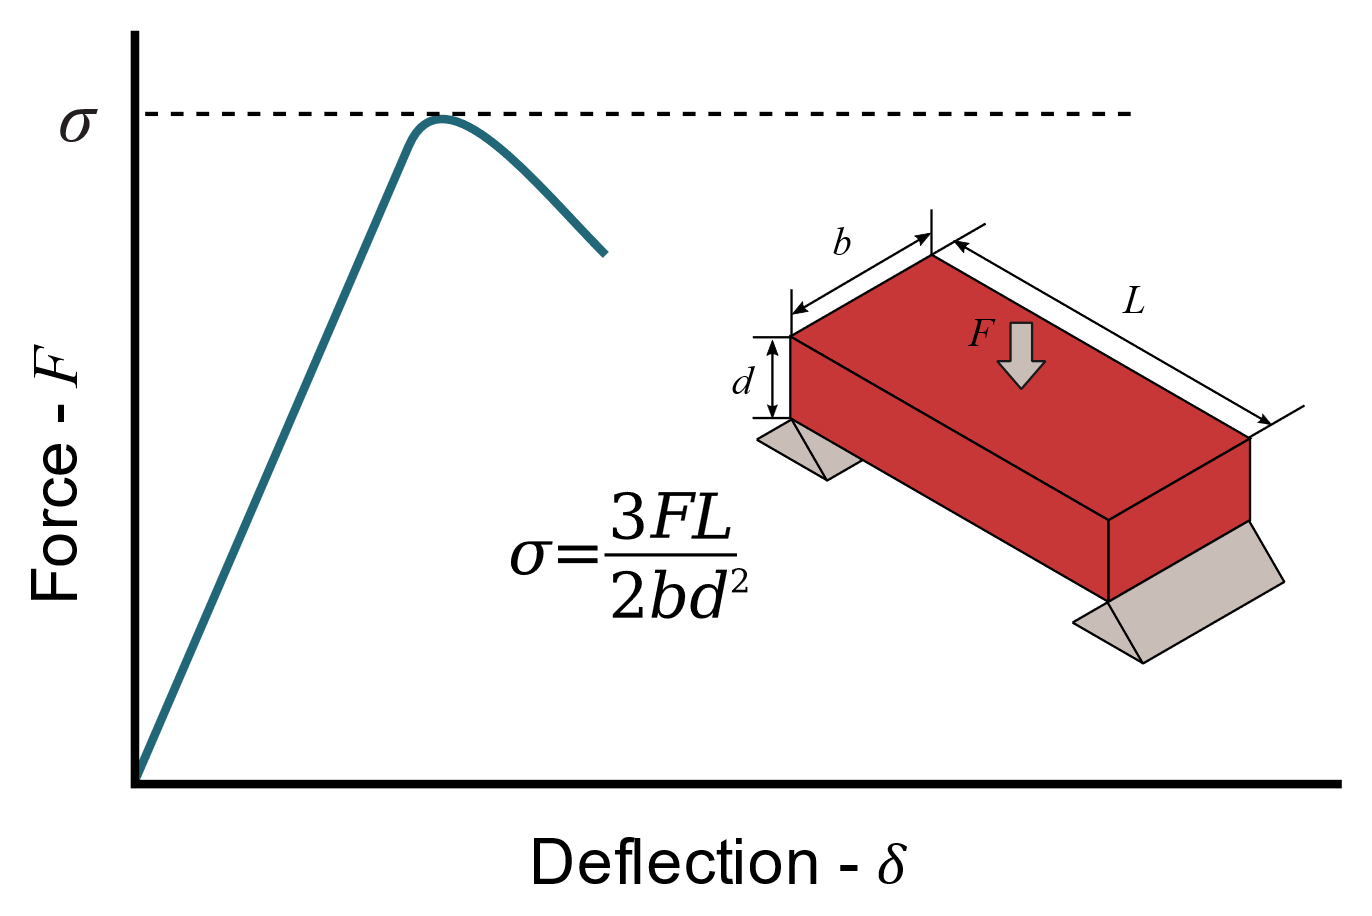 σ
Force - F
b
L
F
d
σ=3FL/2bd²
Deflection - δ